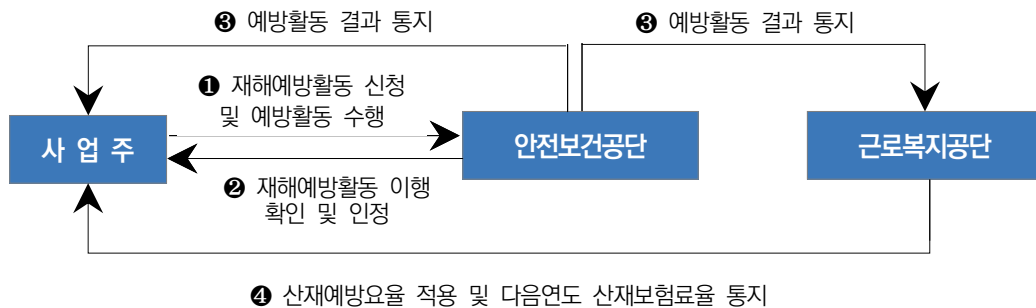 ❸ 예방활동 결과 통지
❸ 예방활동 결과 통지
❶ 재해예방활동 신청
및 예방활동 수행
사 업 주
안전보건공단
근로복지공단
❷ 재해예방활동 이행
확인 및 인정
❹ 산재예방요율 적용 및 다음연도 산재보험료율 통지